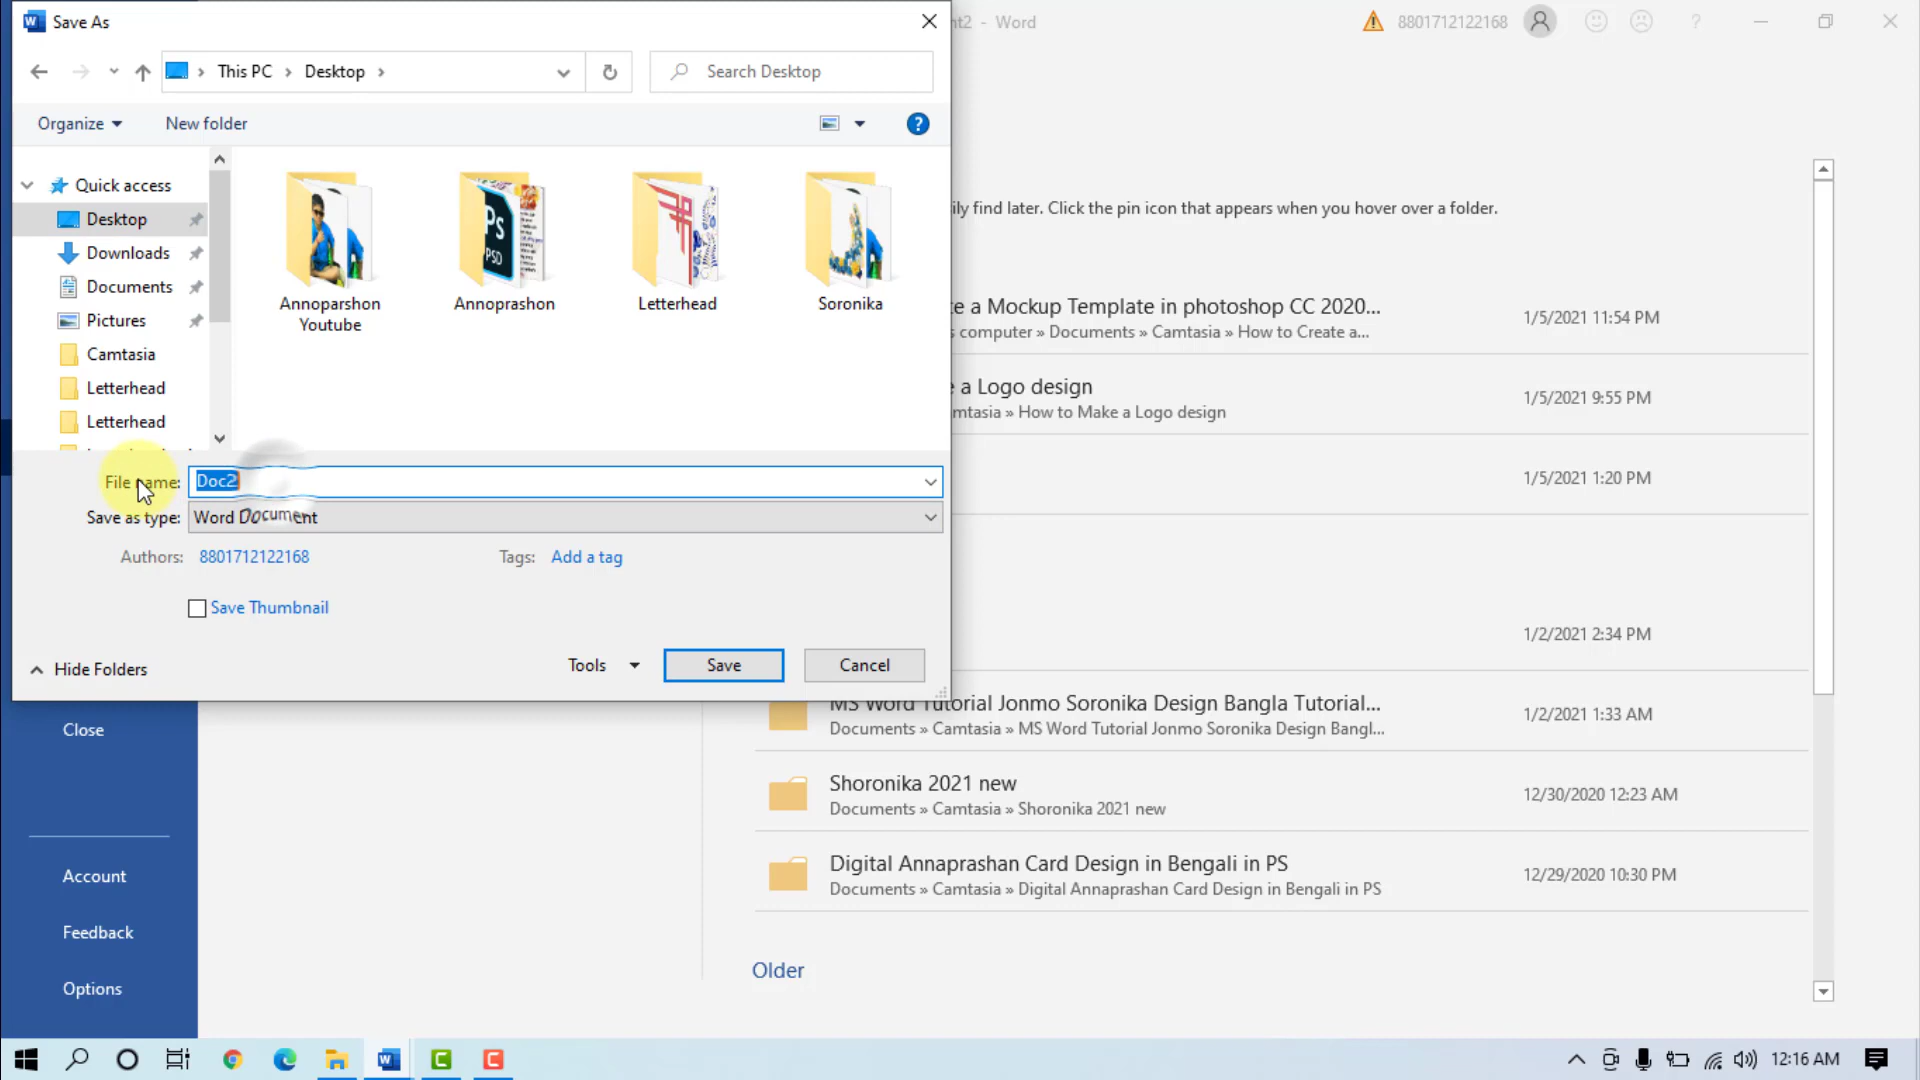 Save As
nt2 - Word
8801712122168
?
This PC
Desktop
Search Desktop
Organize
New folder
?
Quick access
Desktop
Downloads
Documents
Pictures
Camtasia
Letterhead
Letterhead
Ps
PSD
Annoparshon
Youtube
Annoprashon
Letterhead
Soronika
File name:
Doc2
Save as type:
Word Document
Authors:
8801712122168
Tags:
Add a tag
Save Thumbnail
Hide Folders
Tools
Save
Cancel
ily find later. Click the pin icon that appears when you hover over a folder.
e a Mockup Template in photoshop CC 2020...
s computer » Documents » Camtasia » How to Create a...
1/5/2021 11:54 PM
e a Logo design
mtasia » How to Make a Logo design
1/5/2021 9:55 PM
1/5/2021 1:20 PM
1/2/2021 2:34 PM
MS Word Tutorial Jonmo Soronika Design Bangla Tutorial...
Documents » Camtasia » MS Word Tutorial Jonmo Soronika Design Bangl...
1/2/2021 1:33 AM
Shoronika 2021 new
Documents » Camtasia » Shoronika 2021 new
12/30/2020 12:23 AM
Digital Annaprashan Card Design in Bengali in PS
Documents » Camtasia » Digital Annaprashan Card Design in Bengali in PS
12/29/2020 10:30 PM
Older
Close
Account
Feedback
Options
12:16 AM